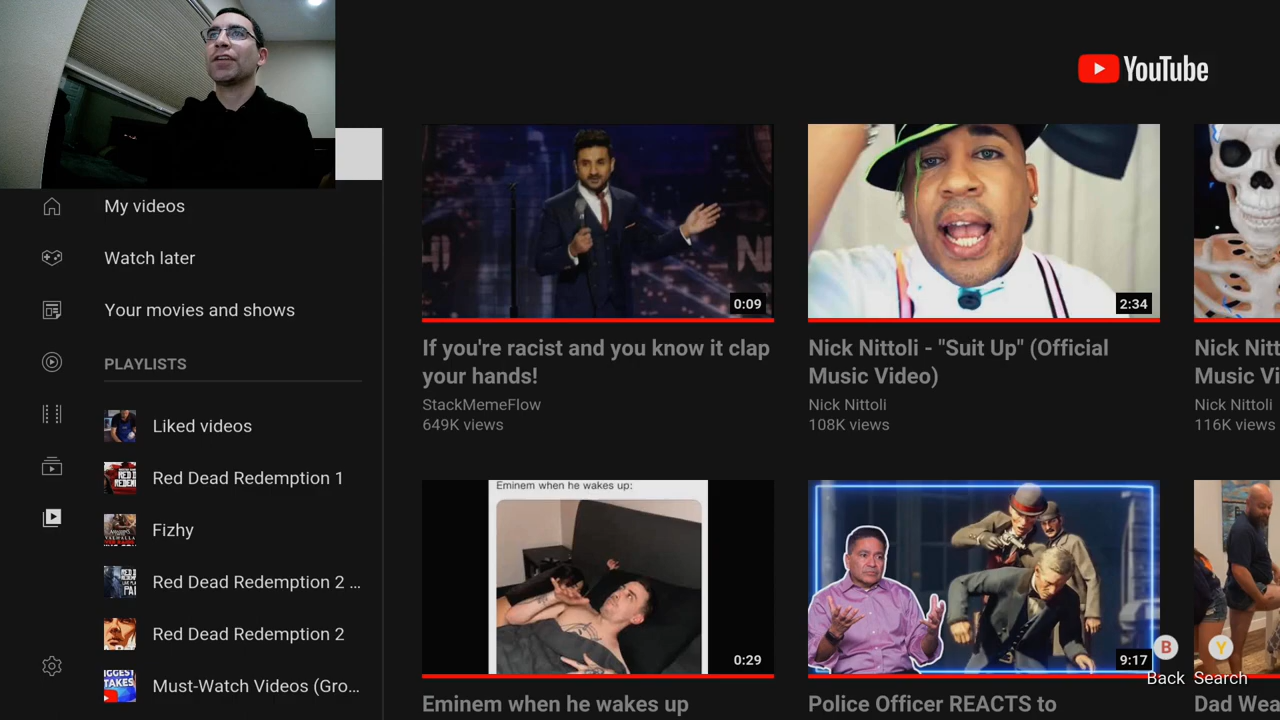 YouTube
My videos
Watch later
Your movies and shows
PLAYLISTS
Liked videos
Red Dead Redemption 1
Fizhy
Red Dead Redemption 2 ...
Red Dead Redemption 2
Must-Watch Videos (Gro...
0:09
If you're racist and you know it clap
your hands!
StackMemeFlow
649K views
2:34
Nick Nittoli - "Suit Up" (Official
Music Video)
Nick Nittoli
108K views
Nick Nitt
Music Vi
Nick Nittoli
116K views
Eminem when he wakes up:
0:29
Eminem when he wakes up
9:17
Police Officer REACTS to
Dad Wea
B
Back
Y
Search